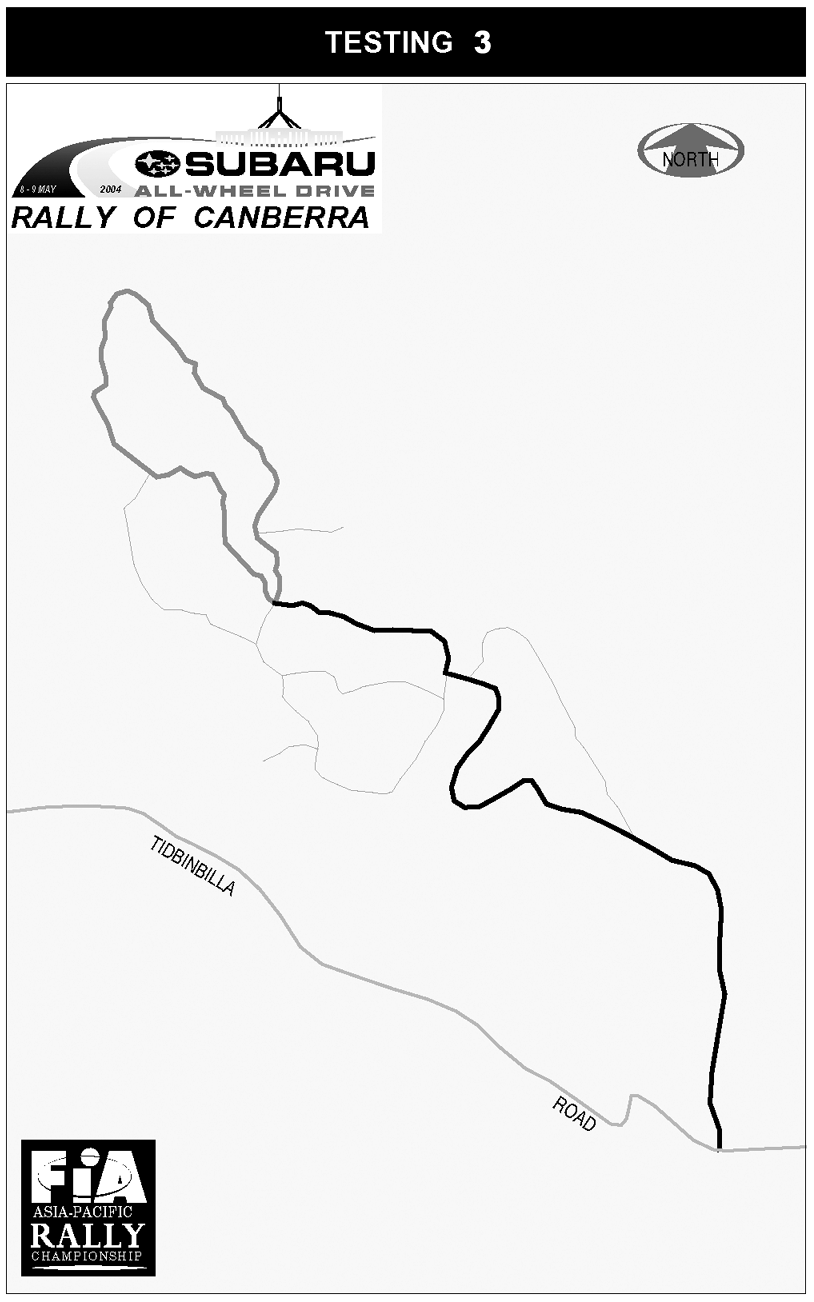 TESTING 3
8 - 9 MAY 2004
SUBARU
ALL-WHEEL DRIVE
RALLY OF CANBERRA
NORTH
TIDBINBILLA
ROAD
FiA
ASIA-PACIFIC
RALLY
CHAMPIONSHIP